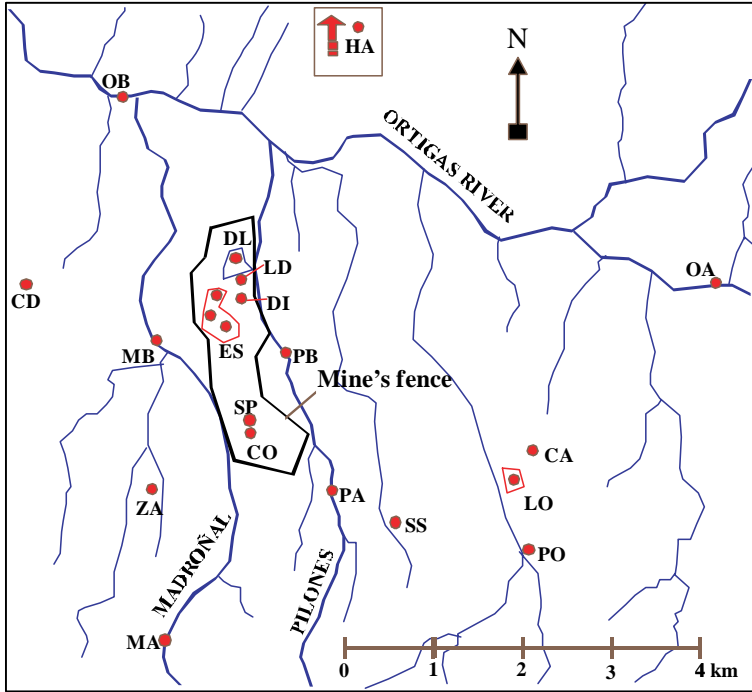 HA
N
OB
ORTIGAS RIVER
DL
LD
OA
CD
DI
MB
ES
PB
Mine's fence
SP
CO
CA
ZA
PA
LO
SS
MADROÑAL
PILONES
PO
MA
0 1 2 3 4 km